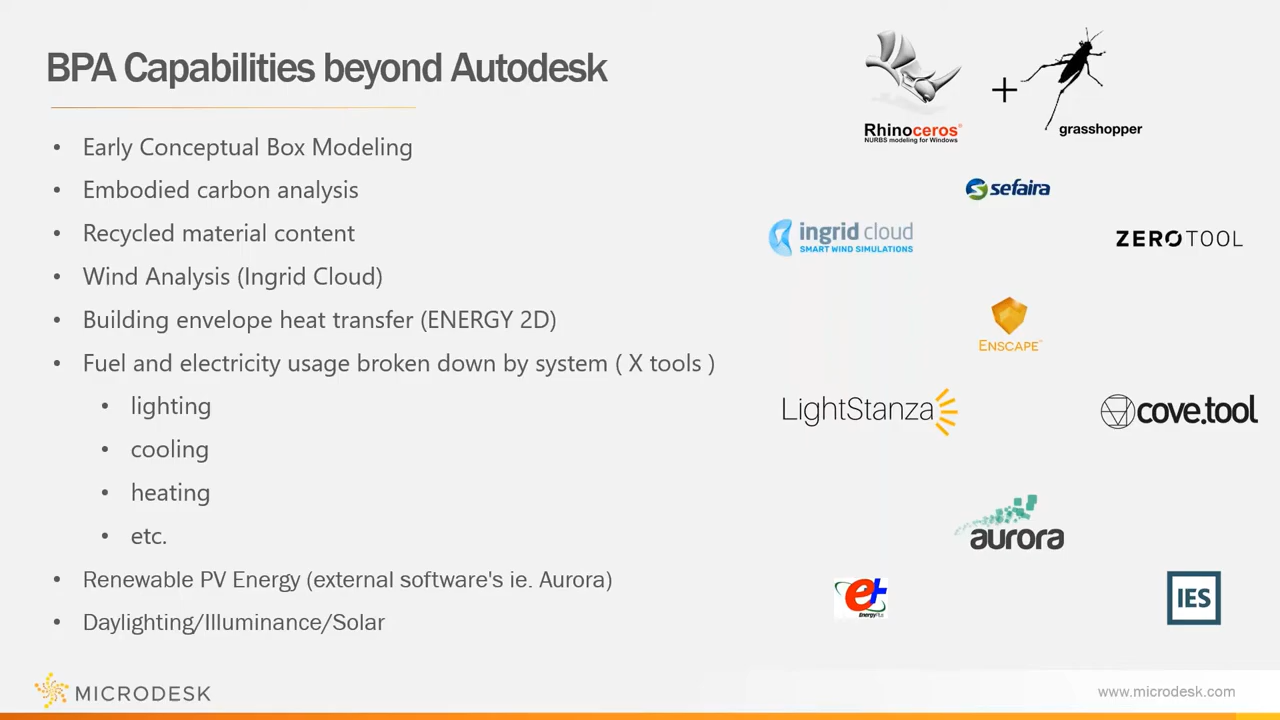 BPA Capabilities beyond Autodesk
• Early Conceptual Box Modeling
• Embodied carbon analysis
• Recycled material content
• Wind Analysis (Ingrid Cloud)
• Building envelope heat transfer (ENERGY 2D)
• Fuel and electricity usage broken down by system ( X tools )
• lighting
• cooling
• heating
• etc.
• Renewable PV Energy (external software's ie. Aurora)
• Daylighting/Illuminance/Solar
Rhinoceros®
NURBS modeling for Windows
+
grasshopper
sefaira
ingrid cloud
SMART WIND SIMULATIONS
ZEROTOOL
ENSCAPE™
LightStanza
cove.tool
aurora
e+
EnergyPlus
IES
MICRODESK
www.microdesk.com